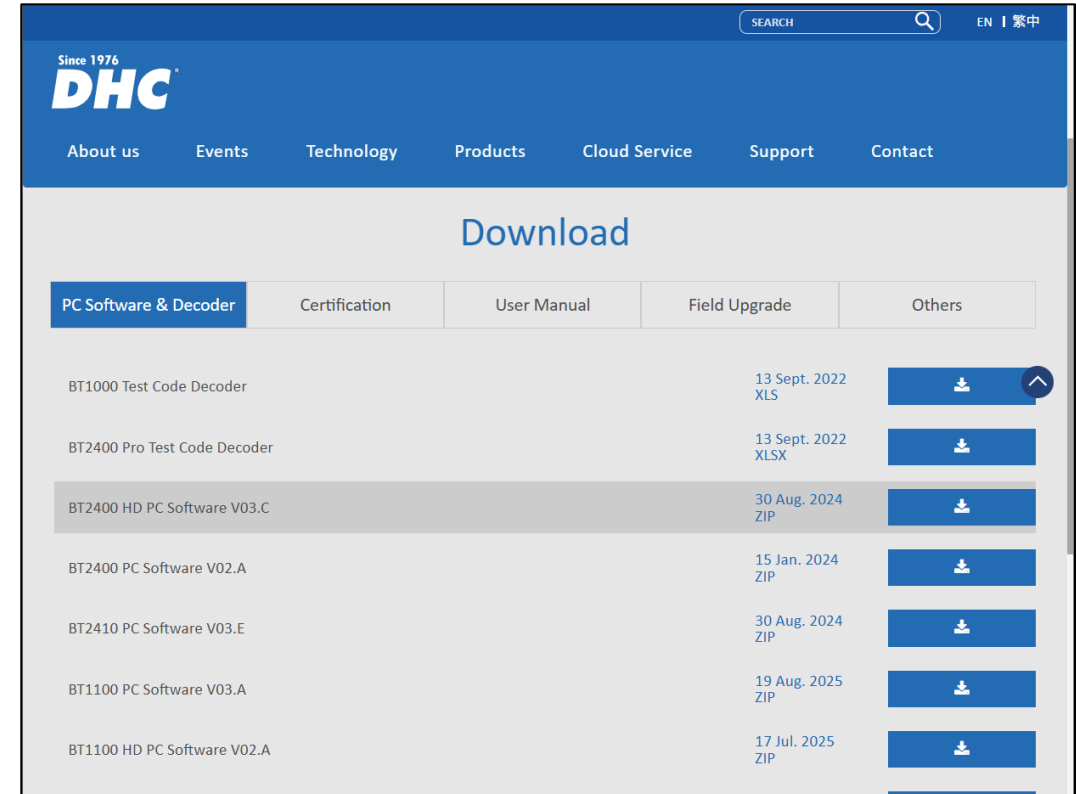 SEARCH
EN | 繁中
Since 1976
DHC
About us Events Technology Products Cloud Service Support Contact
Download
PC Software & Decoder Certification User Manual Field Upgrade Others
BT1000 Test Code Decoder 13 Sept. 2022
XLS
BT2400 Pro Test Code Decoder 13 Sept. 2022
XLSX
BT2400 HD PC Software V03.C 30 Aug. 2024
ZIP
BT2400 PC Software V02.A 15 Jan. 2024
ZIP
BT2410 PC Software V03.E 30 Aug. 2024
ZIP
BT1100 PC Software V03.A 19 Aug. 2025
ZIP
BT1100 HD PC Software V02.A 17 Jul. 2025
ZIP